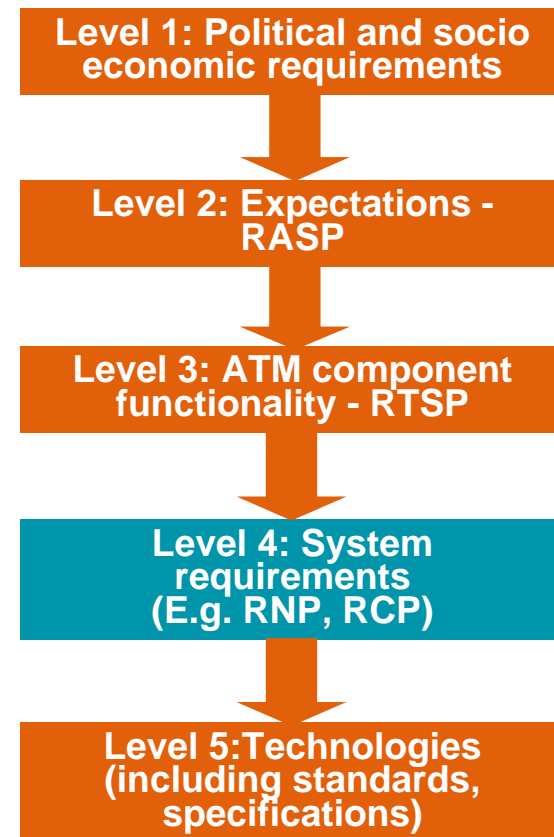 Level 1: Political and socio
economic requirements
Level 2: Expectations -
RASP
Level 3: ATM component
functionality - RTSP
Level 4: System
requirements
(E.g. RNP, RCP)
Level 5:Technologies
(including standards,
specifications)